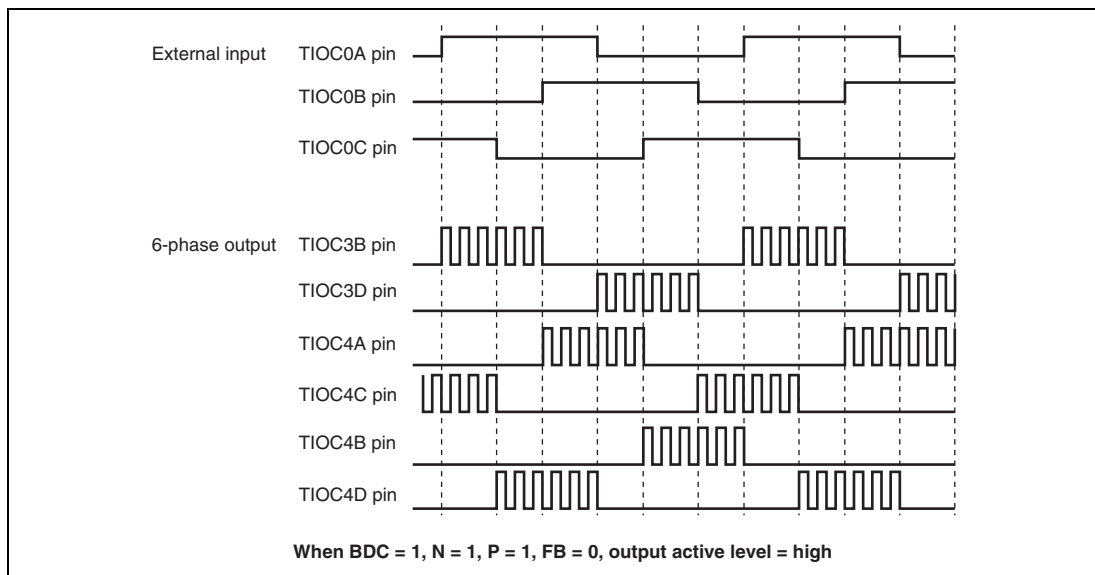 External input TIOC0A pin
TIOC0B pin
TIOC0C pin
6-phase output TIOC3B pin
TIOC3D pin
TIOC4A pin
TIOC4C pin
TIOC4B pin
TIOC4D pin
When BDC = 1, N = 1, P = 1, FB = 0, output active level = high